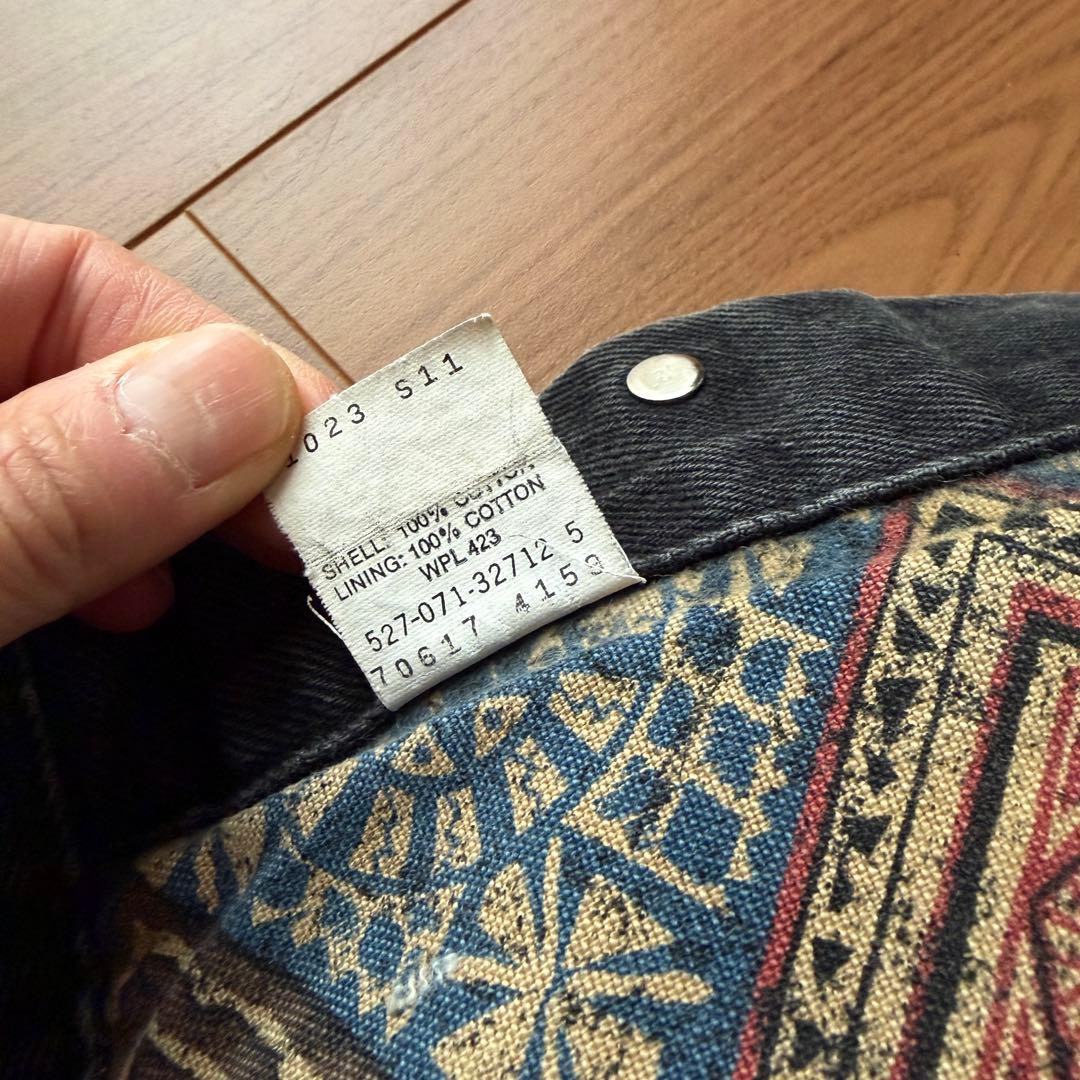 1023 S11
SHELL: 100% COTTON
LINING: 100% COTTON
WPL 423
527-071-32712 5
70617 4159